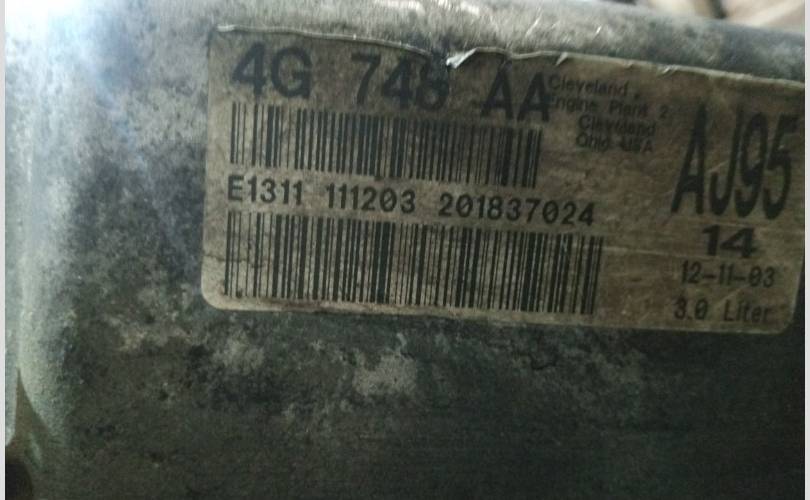 4G 748 AA
Cleveland
Engine Plant 2
Cleveland
Ohio USA
AJ95
E1311 111203 201837024
14
12-11-03
3.0 Liter